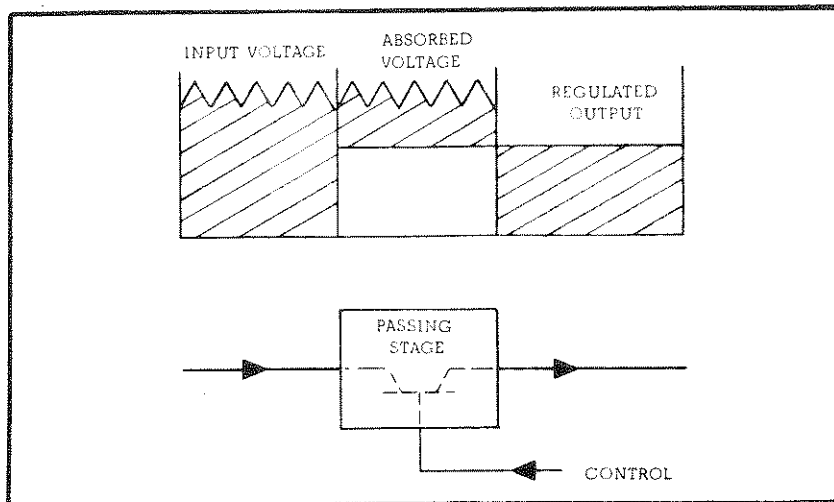 INPUT VOLTAGE
ABSORBED
VOLTAGE
REGULATED
OUTPUT
PASSING
STAGE
CONTROL